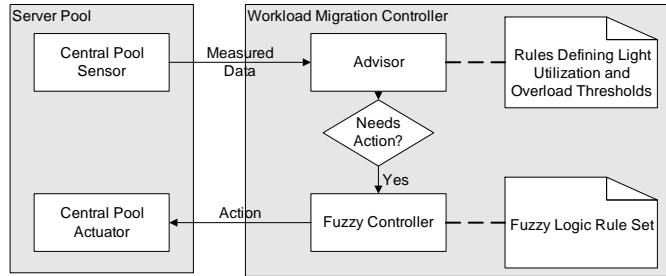 Server Pool
Workload Migration Controller
Central Pool
Sensor
Measured
Data
Advisor
Rules Defining Light
Utilization and
Overload Thresholds
Needs
Action?
Yes
Central Pool
Actuator
Action
Fuzzy Controller
Fuzzy Logic Rule Set